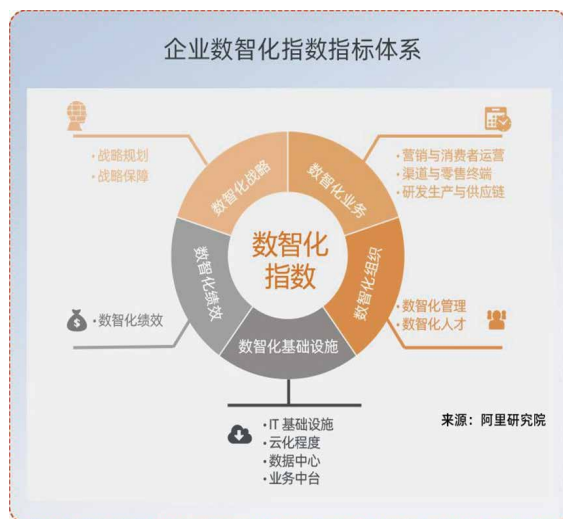 企业数智化指数指标体系
• 战略规划
• 战略保障
• 营销与消费者运营
• 渠道与零售终端
• 研发生产与供应链
数智化战略
数智化业务
数智化
指数
数智化绩效
数智化组织
• 数智化绩效
• 数智化管理
• 数智化人才
数智化基础设施
• IT 基础设施
• 云化程度
• 数据中心
• 业务中台
来源：阿里研究院